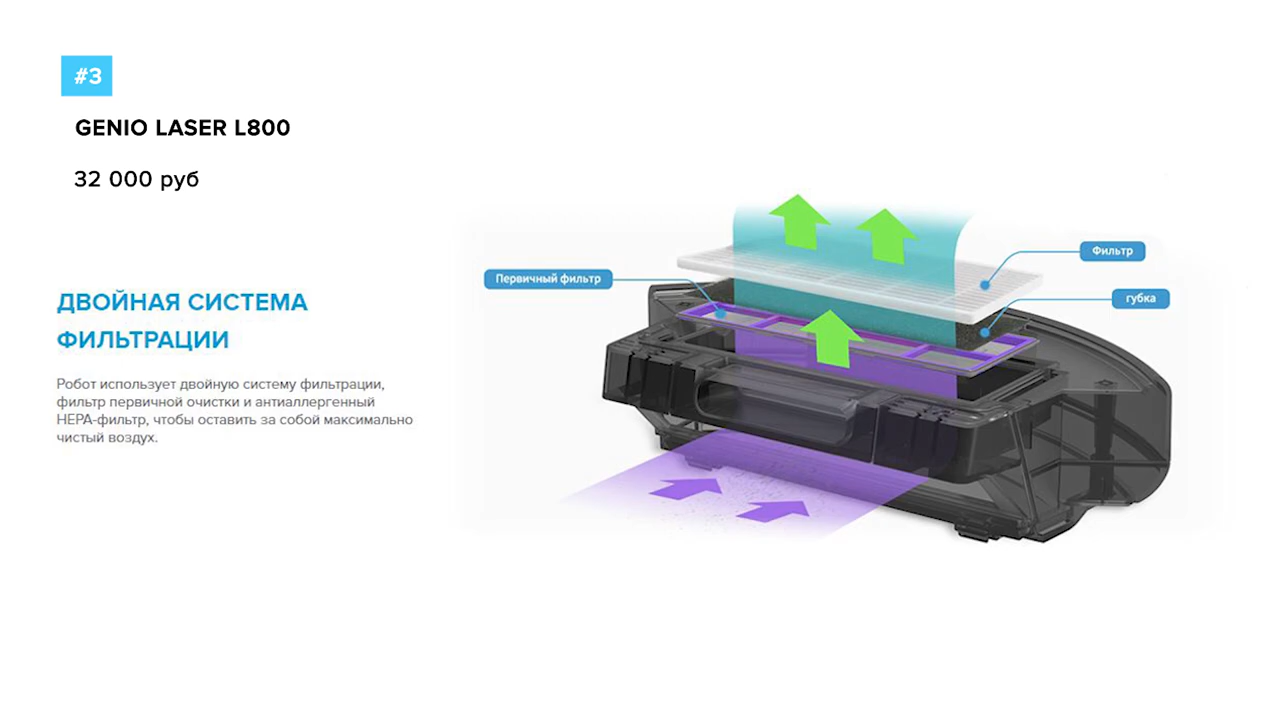 #3
GENIO LASER L800
32 000 руб
ДВОЙНАЯ СИСТЕМА
ФИЛЬТРАЦИИ
Робот использует двойную систему фильтрации,
фильтр первичной очистки и антиаллергенный
HEPA-фильтр, чтобы оставить за собой максимально
чистый воздух.
Первичный фильтр
Фильтр
губка